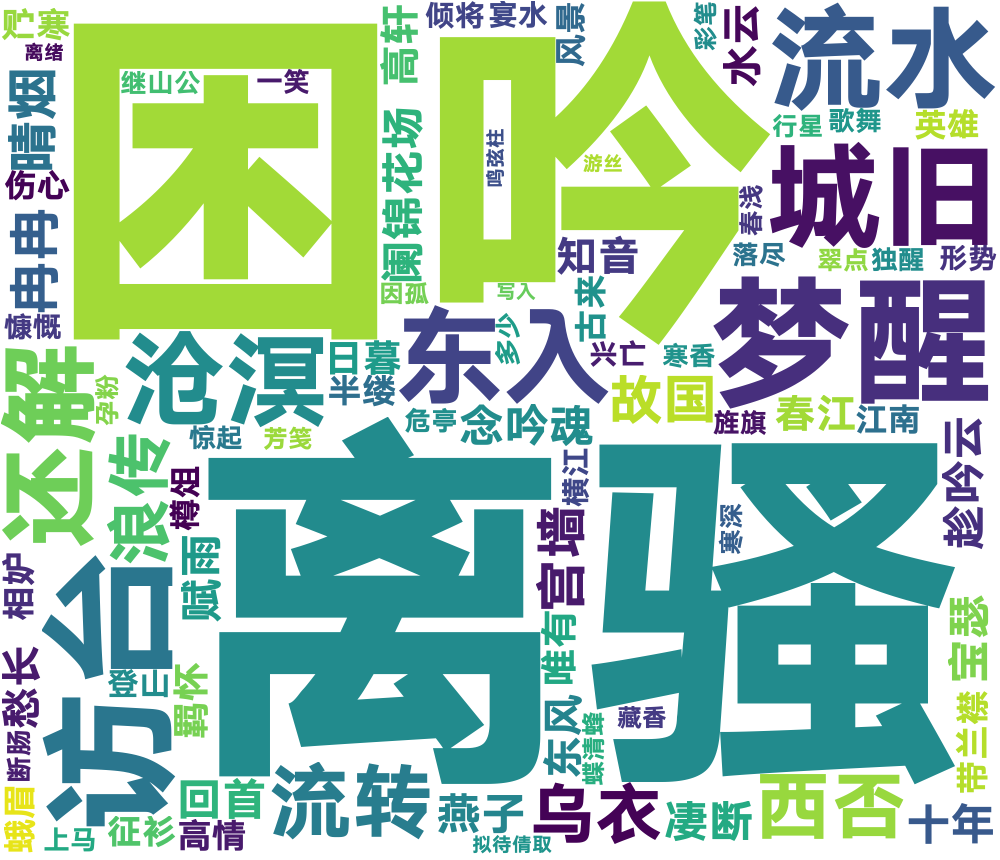 贮寒
离绪
继山公
一笑
困吟
高轩
倾将宴水
风景
彩笔
水云
流水
行星
歌舞
英雄
晴烟
伤心
冉冉
慷慨
阑锦花场
鸣弦柱
游丝
知音
春浅
城旧
落尽
翠点
独醒
形势
因孤
写入
古来
多少
兴亡
寒香
沧溟
日暮
半缕
东入
梦醒
故国
旌旗
春江
江南
还解
孕粉
惊起
芳笺
危亭
念吟魂
浪传
樽俎
离骚
横江
寒深
趁吟云
宫墙
相妒
访台
赋雨
唯有
宝瑟
愁长
登山
羁怀
东风
藏香
蝶清蜂
带兰襟
断肠
蛾眉
上马
征衫
回首
高情
流转
燕子
乌衣
凄断
西否
十年
拟待倩取